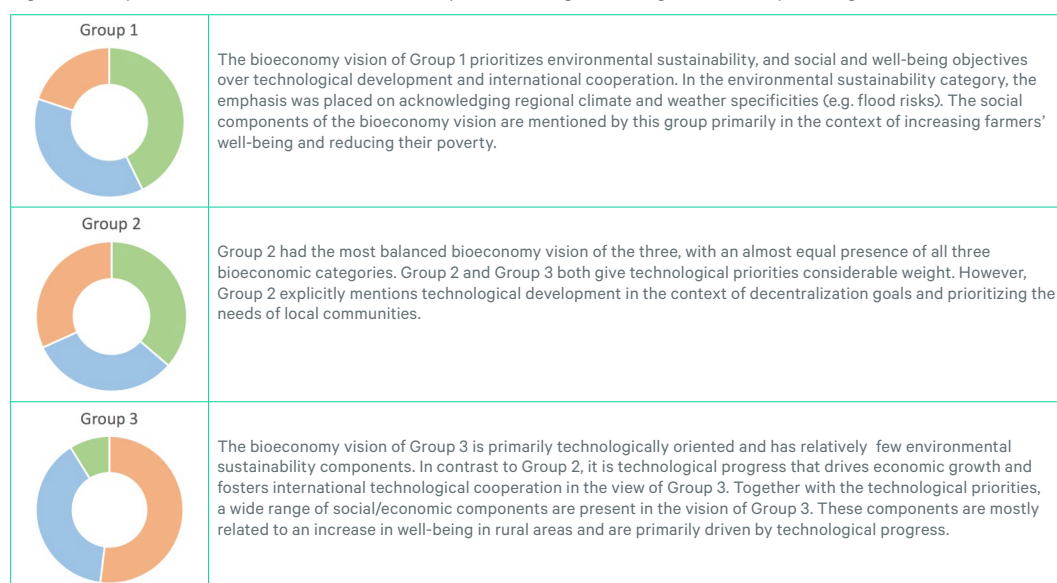 Group 1
The bioeconomy vision of Group 1 prioritizes environmental sustainability, and social and well-being objectives
over technological development and international cooperation. In the environmental sustainability category, the
emphasis was placed on acknowledging regional climate and weather specificities (e.g. flood risks). The social
components of the bioeconomy vision are mentioned by this group primarily in the context of increasing farmers'
well-being and reducing their poverty.
Group 2
Group 2 had the most balanced bioeconomy vision of the three, with an almost equal presence of all three
bioeconomic categories. Group 2 and Group 3 both give technological priorities considerable weight. However,
Group 2 explicitly mentions technological development in the context of decentralization goals and prioritizing the
needs of local communities.
Group 3
The bioeconomy vision of Group 3 is primarily technologically oriented and has relatively few environmental
sustainability components. In contrast to Group 2, it is technological progress that drives economic growth and
fosters international technological cooperation in the view of Group 3. Together with the technological priorities,
a wide range of social/economic components are present in the vision of Group 3. These components are mostly
related to an increase in well-being in rural areas and are primarily driven by technological progress.